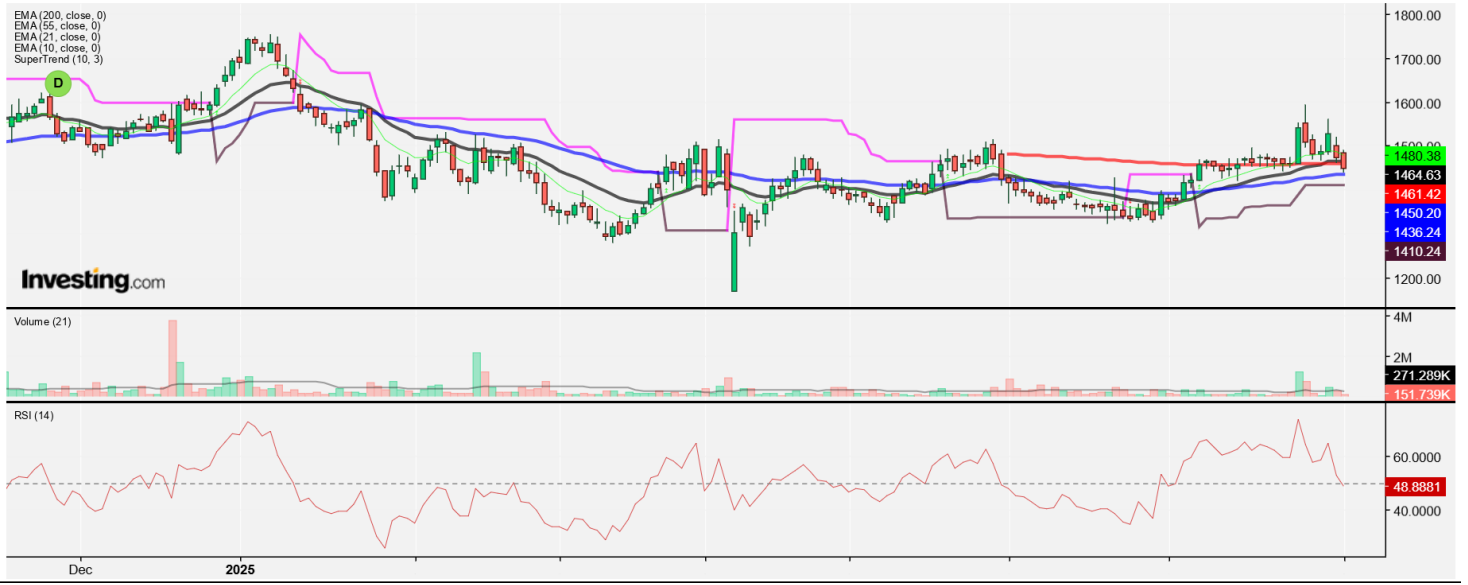 EMA (200, close, 0)
EMA (55, close, 0)
EMA (21, close, 0)
EMA (10, close, 0)
SuperTrend (10, 3)
D
1800.00
1700.00
1600.00
1480.38
1464.63
1461.42
1450.20
1436.24
1410.24
1200.00
Investing.com
Volume (21)
4M
2M
271.289K
151.739K
RSI (14)
60.0000
48.8881
40.0000
Dec
2025